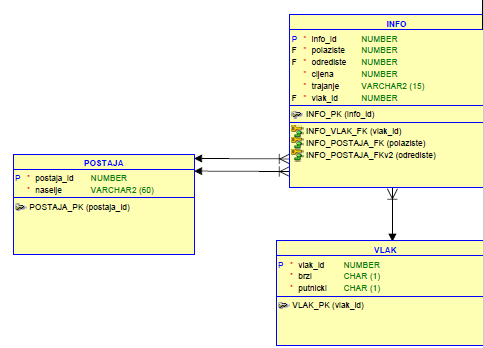 INFO
P * info_id NUMBER
F * polaziste NUMBER
F * odrediste NUMBER
* cijena NUMBER
* trajanje VARCHAR2 (15)
F * vlak_id NUMBER
INFO_PK (info_id)
INFO_VLAK_FK (vlak_id)
INFO_POSTAJA_FK (polaziste)
INFO_POSTAJA_FKv2 (odrediste)
POSTAJA
P * postaja_id NUMBER
* naselje VARCHAR2 (60)
POSTAJA_PK (postaja_id)
VLAK
P * vlak_id NUMBER
* brzi CHAR (1)
* putnicki CHAR (1)
VLAK_PK (vlak_id)